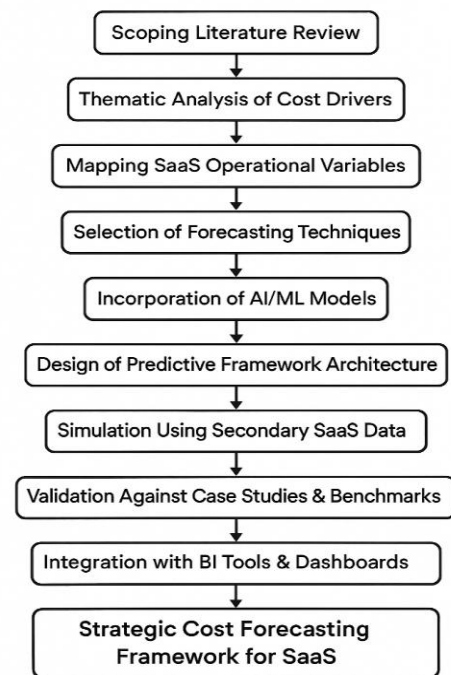 Scoping Literature Review
Thematic Analysis of Cost Drivers
Mapping SaaS Operational Variables
Selection of Forecasting Techniques
Incorporation of AI/ML Models
Design of Predictive Framework Architecture
Simulation Using Secondary SaaS Data
Validation Against Case Studies & Benchmarks
Integration with BI Tools & Dashboards
Strategic Cost Forecasting
Framework for SaaS